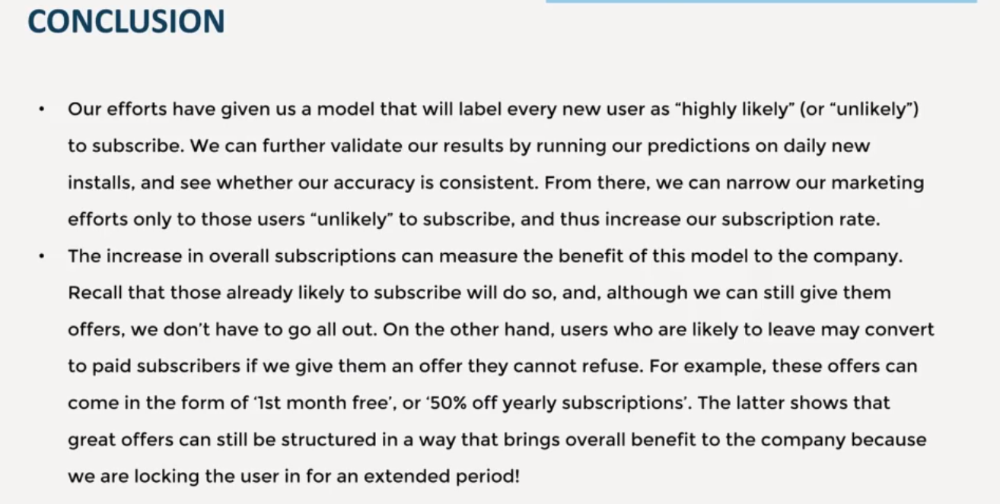 CONCLUSION
• Our efforts have given us a model that will label every new user as “highly likely” (or “unlikely”)
to subscribe. We can further validate our results by running our predictions on daily new
installs, and see whether our accuracy is consistent. From there, we can narrow our marketing
efforts only to those users “unlikely” to subscribe, and thus increase our subscription rate.
• The increase in overall subscriptions can measure the benefit of this model to the company.
Recall that those already likely to subscribe will do so, and, although we can still give them
offers, we don’t have to go all out. On the other hand, users who are likely to leave may convert
to paid subscribers if we give them an offer they cannot refuse. For example, these offers can
come in the form of ‘1st month free’, or ‘50% off yearly subscriptions’. The latter shows that
great offers can still be structured in a way that brings overall benefit to the company because
we are locking the user in for an extended period!